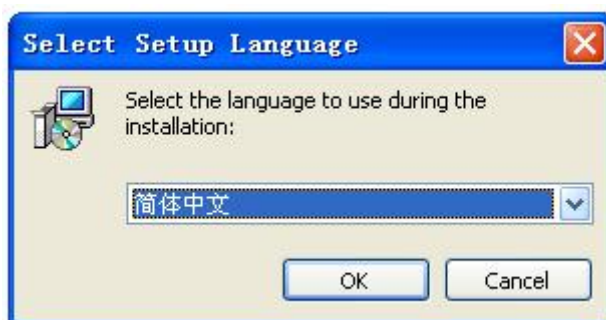 Select Setup Language
Select the language to use during the
installation:
简体中文
OK
Cancel